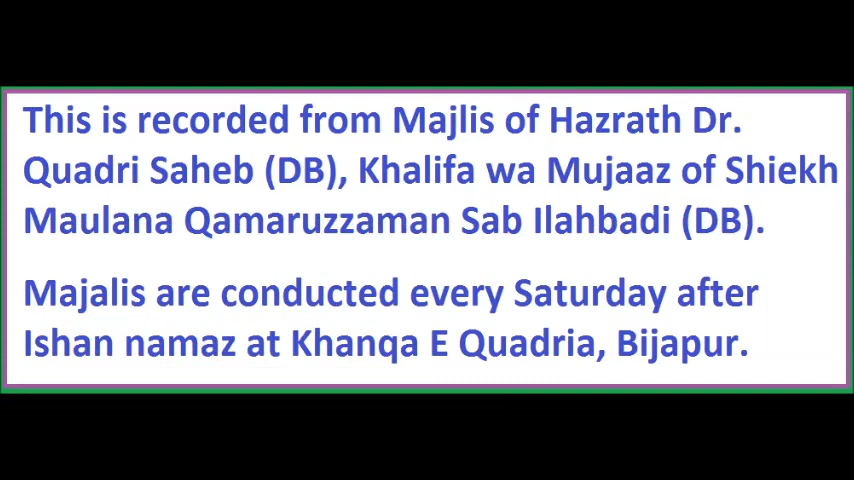 This is recorded from Majlis of Hazrath Dr.
Quadri Saheb (DB), Khalifa wa Mujaaz of Shiekh
Maulana Qamaruzzaman Sab Ilahbadi (DB).
Majalis are conducted every Saturday after
Ishan namaz at Khanqa E Quadria, Bijapur.